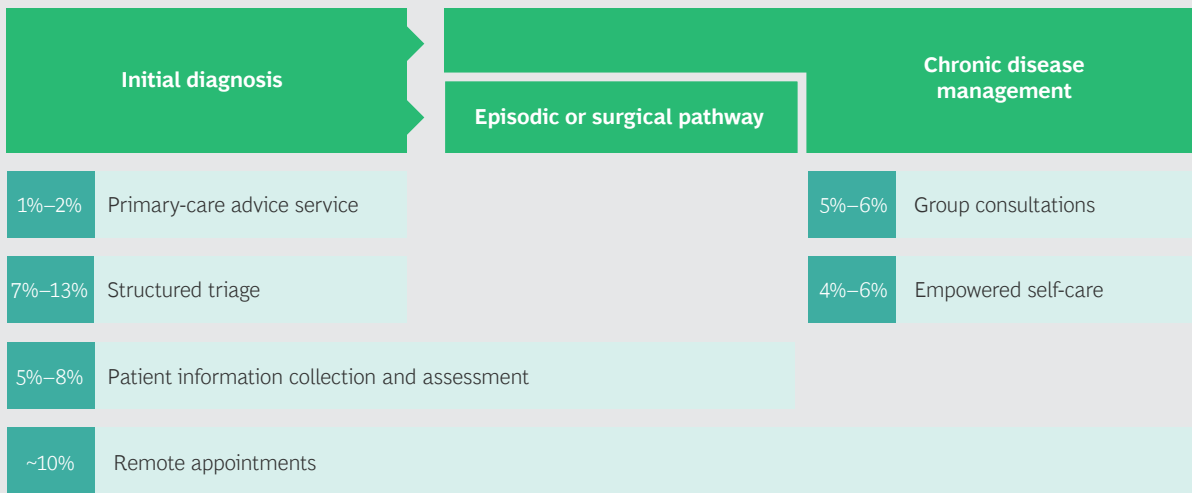 Initial diagnosis
Episodic or surgical pathway
Chronic disease
management
1%–2% Primary-care advice service
5%–6% Group consultations
7%–13% Structured triage
4%–6% Empowered self-care
5%–8% Patient information collection and assessment
~10% Remote appointments